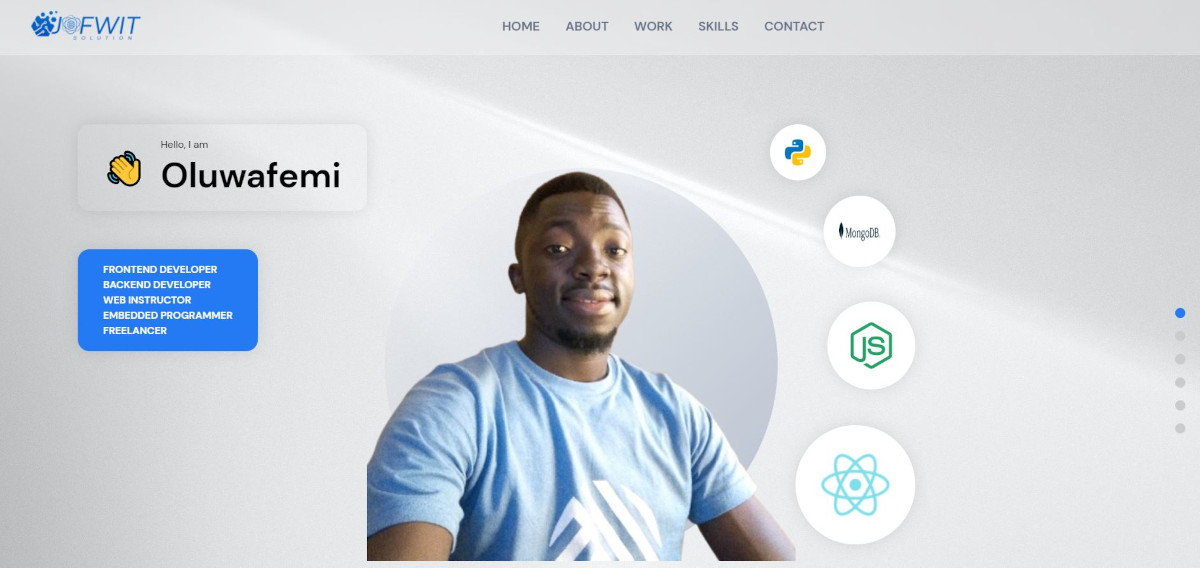 JOFWIT
SOLUTION
HOME ABOUT WORK SKILLS CONTACT
Hello, I am
Oluwafemi
FRONTEND DEVELOPER
BACKEND DEVELOPER
WEB INSTRUCTOR
EMBEDDED PROGRAMMER
FREELANCER
MongoDB.
JS